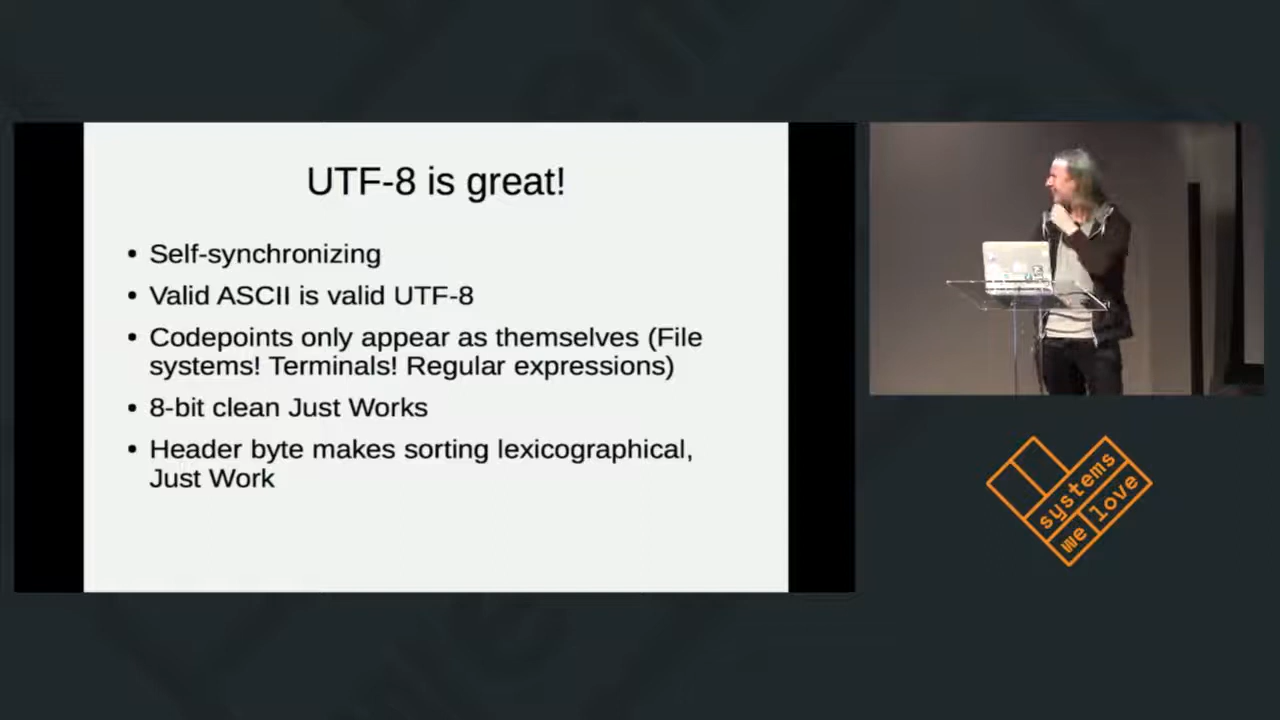 UTF-8 is great!
• Self-synchronizing
• Valid ASCII is valid UTF-8
• Codepoints only appear as themselves (File
systems! Terminals! Regular expressions)
• 8-bit clean Just Works
• Header byte makes sorting lexicographical,
Just Work
systems
we love